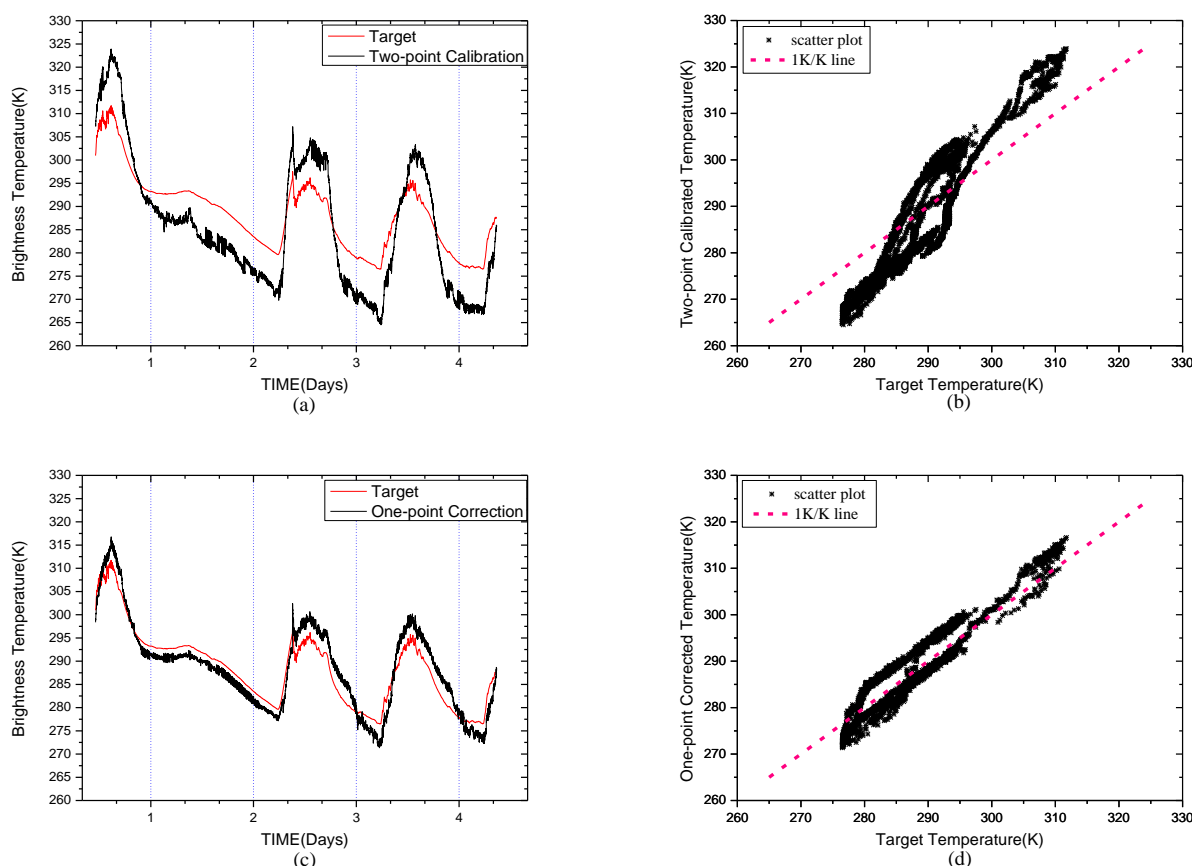 330
325
320
315
310
305
300
295
290
285
280
275
270
265
260
Brightness Temperature(K)
Target
Two-point Calibration
1 2 3 4
TIME(Days)
(a)
330
320
310
300
290
280
270
260
Two-point Calibrated Temperature(K)
scatter plot
1K/K line
260 270 280 290 300 310 320 330
Target Temperature(K)
(b)
330
325
320
315
310
305
300
295
290
285
280
275
270
265
260
Brightness Temperature(K)
Target
One-point Correction
1 2 3 4
TIME(Days)
(c)
330
320
310
300
290
280
270
260
One-point Corrected Temperature(K)
scatter plot
1K/K line
260 270 280 290 300 310 320 330
Target Temperature(K)
(d)